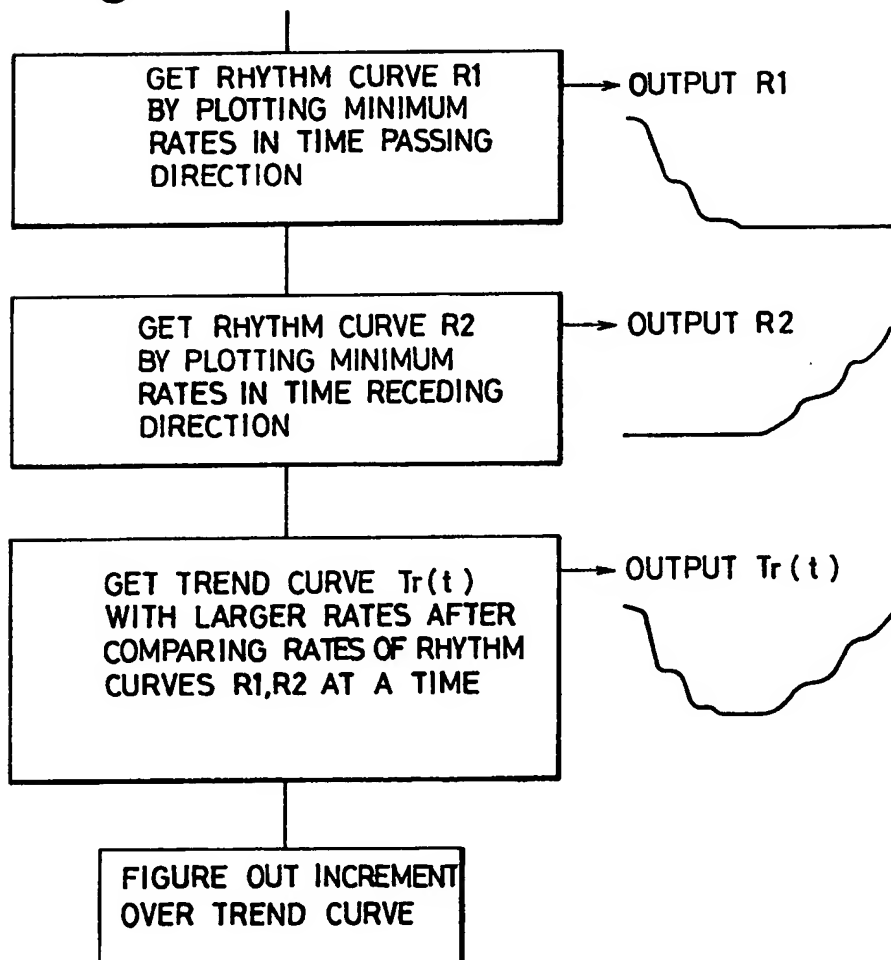 GET RHYTHM CURVE R1
BY PLOTTING MINIMUM
RATES IN TIME PASSING
DIRECTION
OUTPUT R1
GET RHYTHM CURVE R2
BY PLOTTING MINIMUM
RATES IN TIME RECEDING
DIRECTION
OUTPUT R2
GET TREND CURVE Tr(t)
WITH LARGER RATES AFTER
COMPARING RATES OF RHYTHM
CURVES R1,R2 AT A TIME
OUTPUT Tr(t)
FIGURE OUT INCREMENT
OVER TREND CURVE